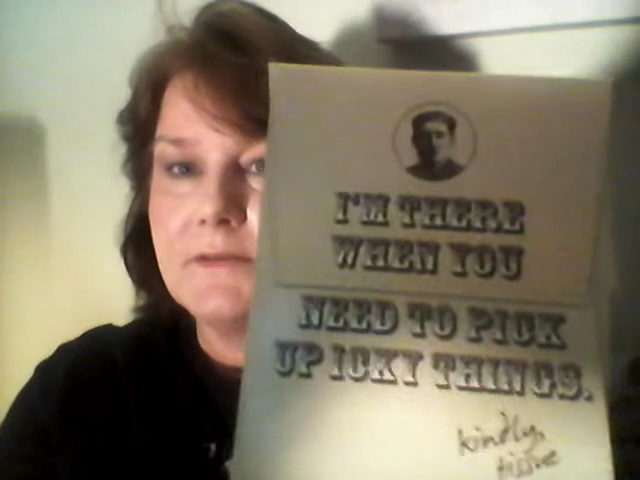 I'M THERE
WHEN YOU
NEED TO PICK
UP ICKY THINGS.
kindly,
tissue